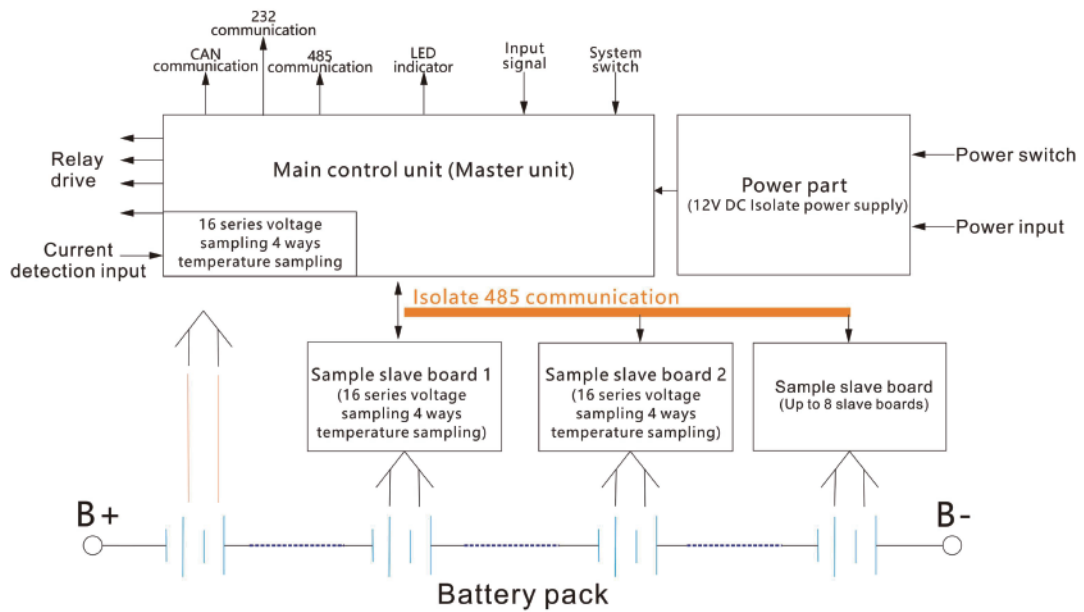 232
communication
CAN
communication
485
communication
LED
indicator
Input
signal
System
switch
Relay
drive
Main control unit (Master unit)
Power part
(12V DC Isolate power supply)
Power switch
Power input
16 series voltage
sampling 4 ways
temperature sampling
Current
detection input
Isolate 485 communication
Sample slave board 1
(16 series voltage
sampling 4 ways
temperature sampling)
Sample slave board 2
(16 series voltage
sampling 4 ways
temperature sampling)
Sample slave board
(Up to 8 slave boards)
B+
B-
Battery pack